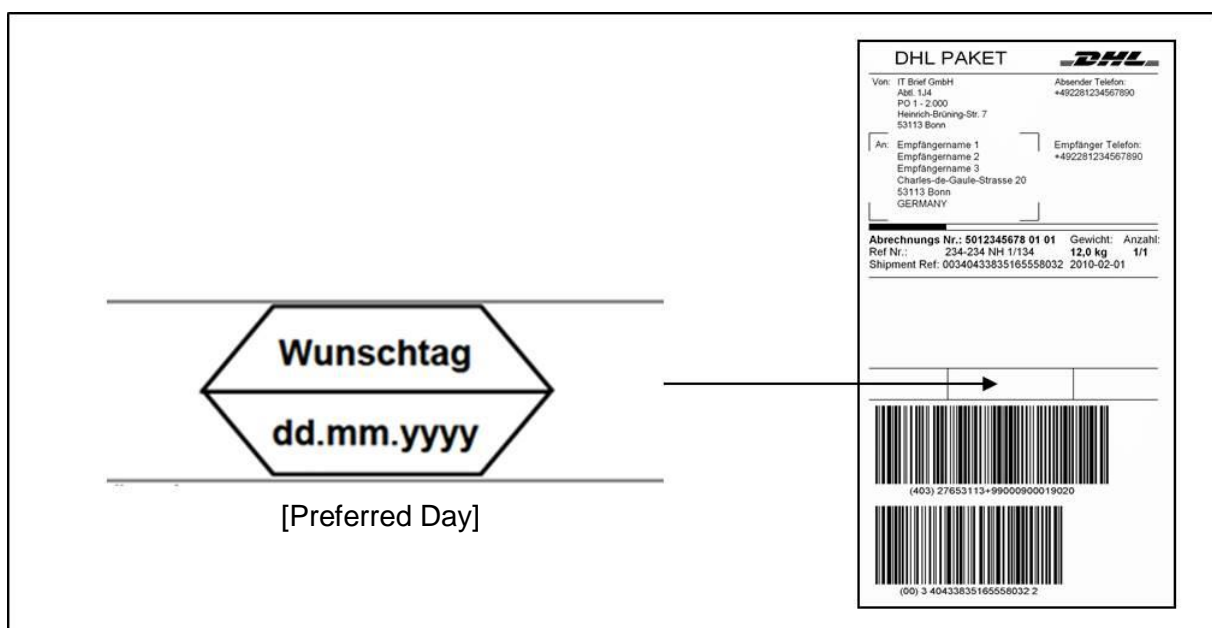 Wunschtag
dd.mm.yyyy
[Preferred Day]
DHL PAKET
DHL
Von: IT Brief GmbH
Abtl. 1J4
PO 1 - 2.000
Heinrich-Brüning-Str. 7
53113 Bonn
Absender Telefon:
+492281234567890
An: Empfängername 1
Empfängername 2
Empfängername 3
Charles-de-Gaule-Strasse 20
53113 Bonn
GERMANY
Empfänger Telefon:
+492281234567890
Abrechnungs Nr.: 5012345678 01 01 Gewicht: Anzahl:
Ref Nr.: 234-234 NH 1/134 12,0 kg 1/1
Shipment Ref: 00340433835165558032 2010-02-01
(403) 27653113+99000900019020
(00) 3 40433835165558032 2